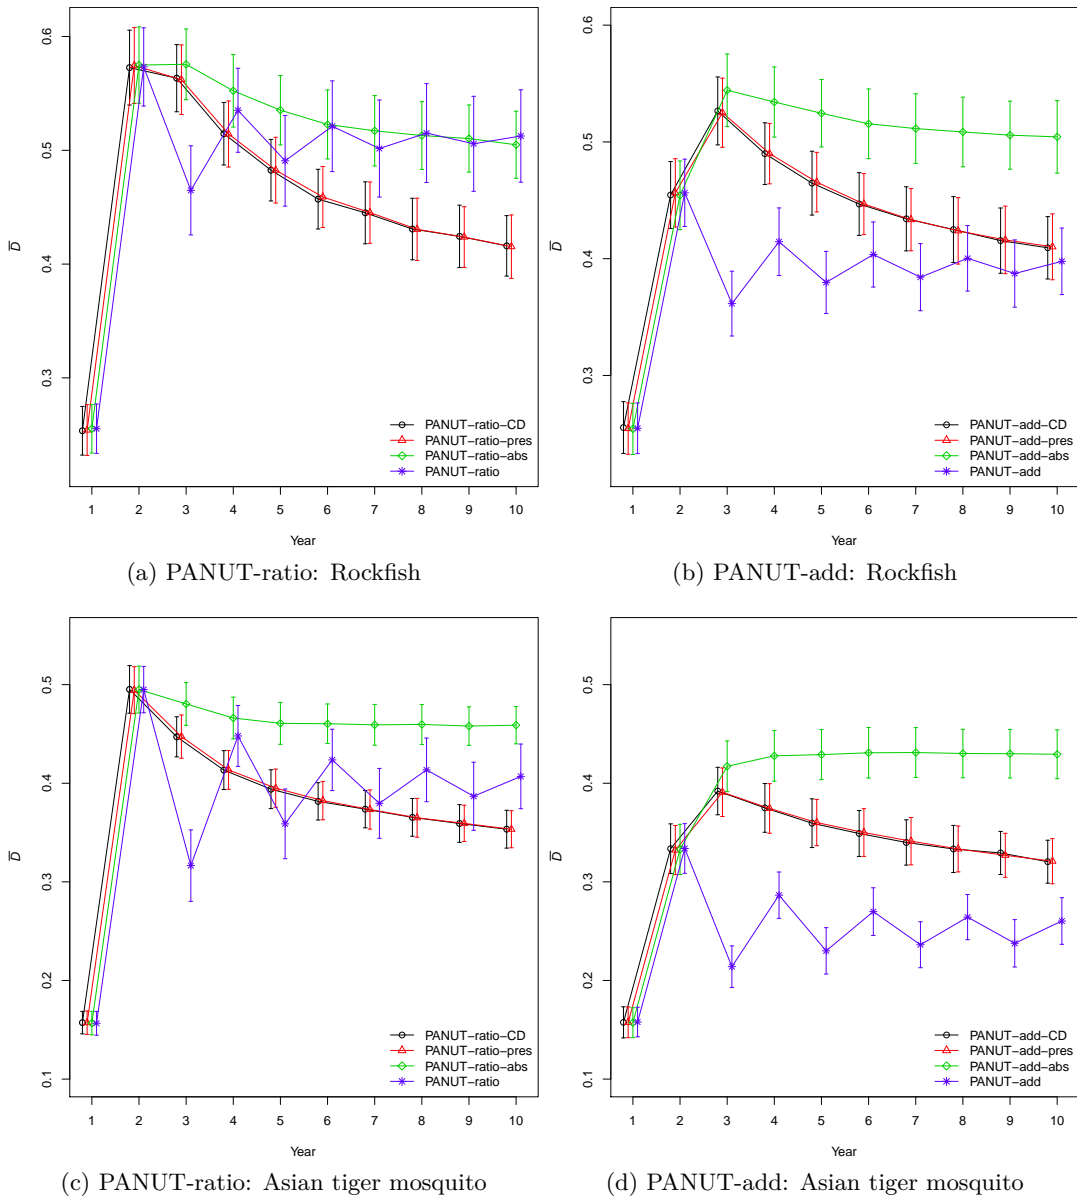 0.6
0.5
0.4
0.3
D
PANUT−ratio−CD
PANUT−ratio−pres
PANUT−ratio−abs
PANUT−ratio
1 2 3 4 5 6 7 8 9 10
Year
(a) PANUT-ratio: Rockfish
0.6
0.5
0.4
0.3
D
PANUT−add−CD
PANUT−add−pres
PANUT−add−abs
PANUT−add
1 2 3 4 5 6 7 8 9 10
Year
(b) PANUT-add: Rockfish
0.5
0.4
0.3
0.2
0.1
D
PANUT−ratio−CD
PANUT−ratio−pres
PANUT−ratio−abs
PANUT−ratio
1 2 3 4 5 6 7 8 9 10
Year
(c) PANUT-ratio: Asian tiger mosquito
0.5
0.4
0.3
0.2
0.1
D
PANUT−add−CD
PANUT−add−pres
PANUT−add−abs
PANUT−add
1 2 3 4 5 6 7 8 9 10
Year
(d) PANUT-add: Asian tiger mosquito